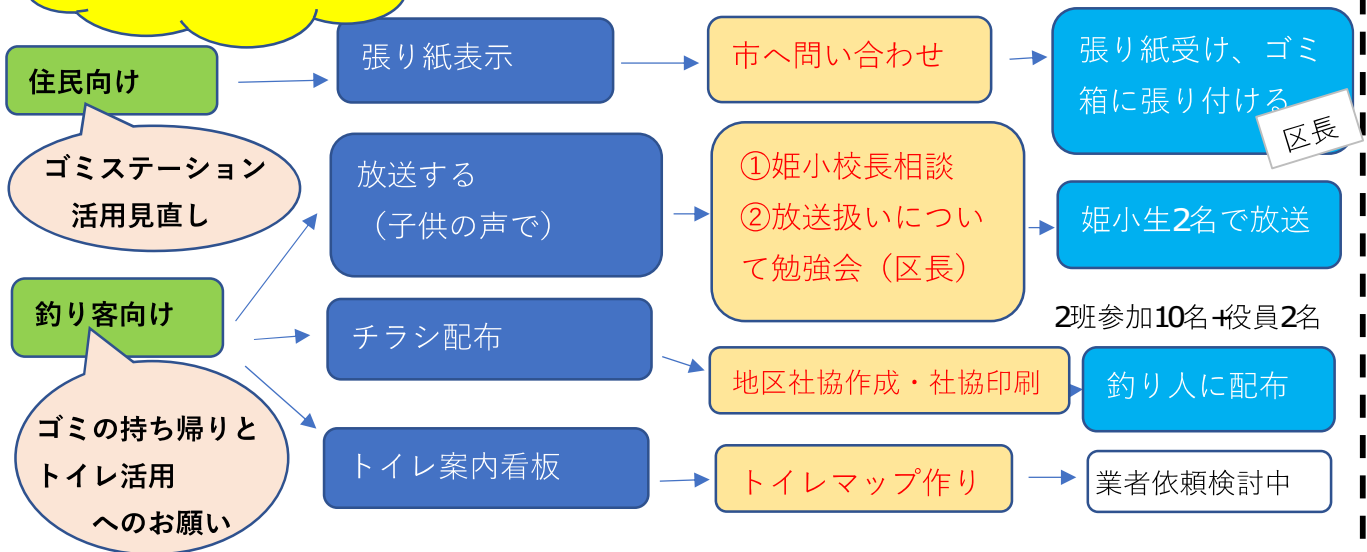 住民向け
張り紙表示
市へ問い合わせ
張り紙受け、ゴミ
箱に張り付ける
区長
ゴミステーション
活用見直し
放送する
（子供の声で）
①姫小校長相談
②放送扱いについ
て勉強会（区長）
姫小生2名で放送
釣り客向け
チラシ配布
2班参加10名+役員2名
地区社協作成・社協印刷
釣り人に配布
ゴミの持ち帰りと
トイレ活用
へのお願い
トイレ案内看板
トイレマップ作り
業者依頼検討中